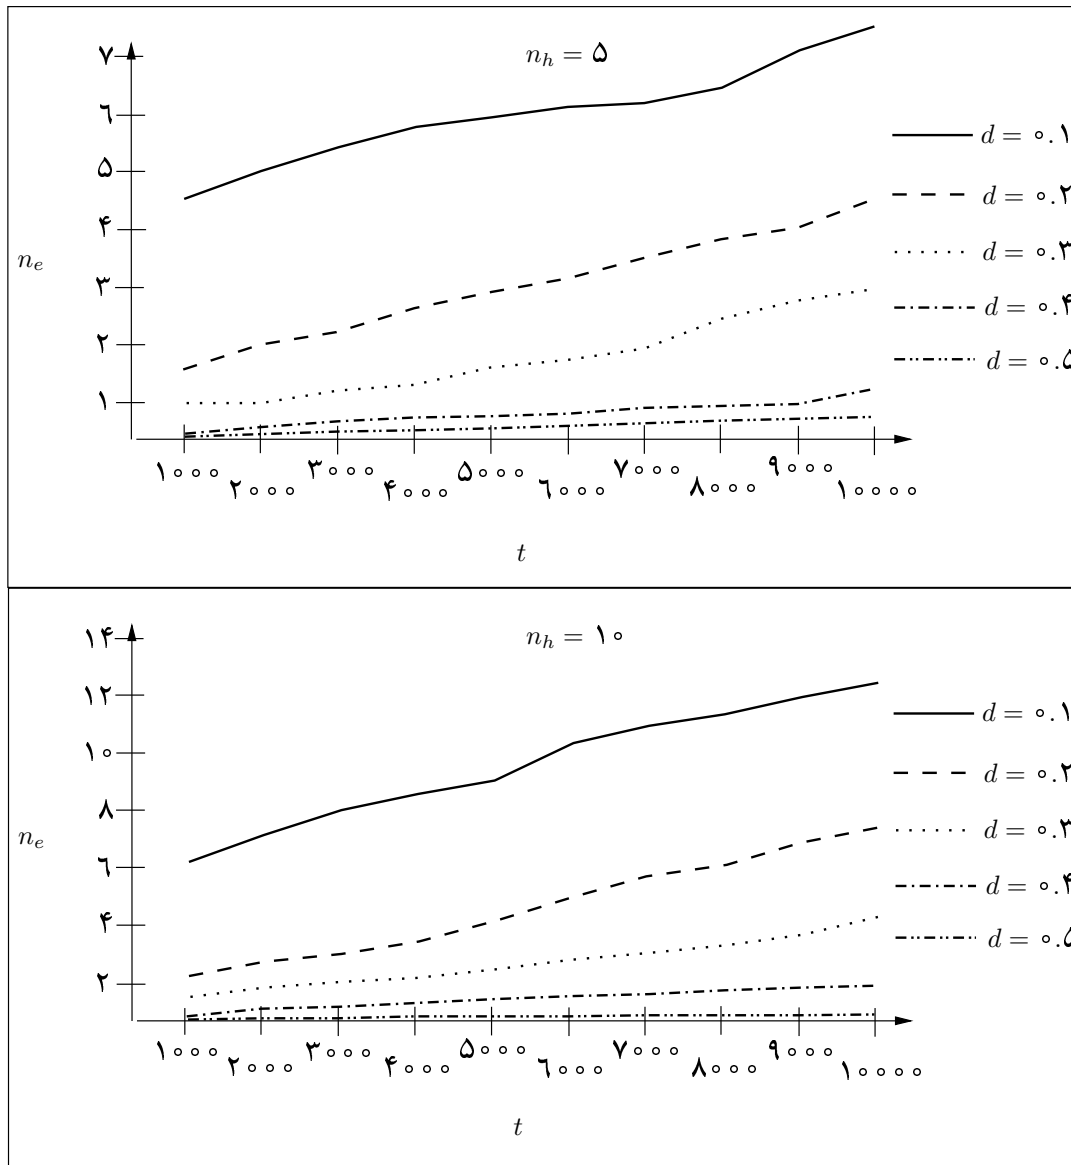 n_h = ۵
۷
۶
۵
۴
۳
۲
۱
n_e
d = ۰.۱
d = ۰.۲
d = ۰.۳
d = ۰.۴
d = ۰.۵
۱۰۰۰
۲۰۰۰
۳۰۰۰
۴۰۰۰
۵۰۰۰
۶۰۰۰
۷۰۰۰
۸۰۰۰
۹۰۰۰
۱۰۰۰۰
t
n_h = ۱۰
۱۴
۱۲
۱۰
۸
۶
۴
۲
n_e
d = ۰.۱
d = ۰.۲
d = ۰.۳
d = ۰.۴
d = ۰.۵
۱۰۰۰
۲۰۰۰
۳۰۰۰
۴۰۰۰
۵۰۰۰
۶۰۰۰
۷۰۰۰
۸۰۰۰
۹۰۰۰
۱۰۰۰۰
t